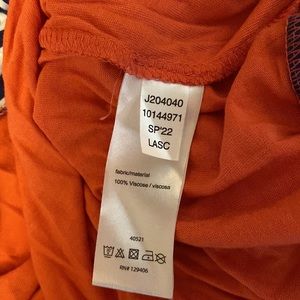 J204040
10144971
SP'22
LASC
fabric/material
100% Viscose / viscosa
40521
RN# 129406